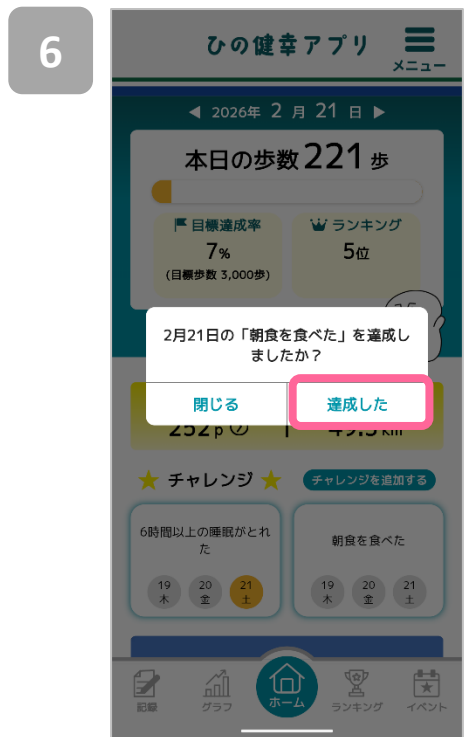 6
ひの健幸アプリ
メニュー
◀ 2026年 2 月 21 日 ▶
本日の歩数 221 歩
目標達成率
7%
(目標歩数 3,000歩)
ランキング
5位
2月21日の「朝食を食べた」を達成し
ましたか?
閉じる
達成した
252p
km
チャレンジ
チャレンジを追加する
6時間以上の睡眠がとれ
た
19 20 21
木 金 土
朝食を食べた
19 20 21
木 金 土
記録 グラフ ホーム ランキング イベント